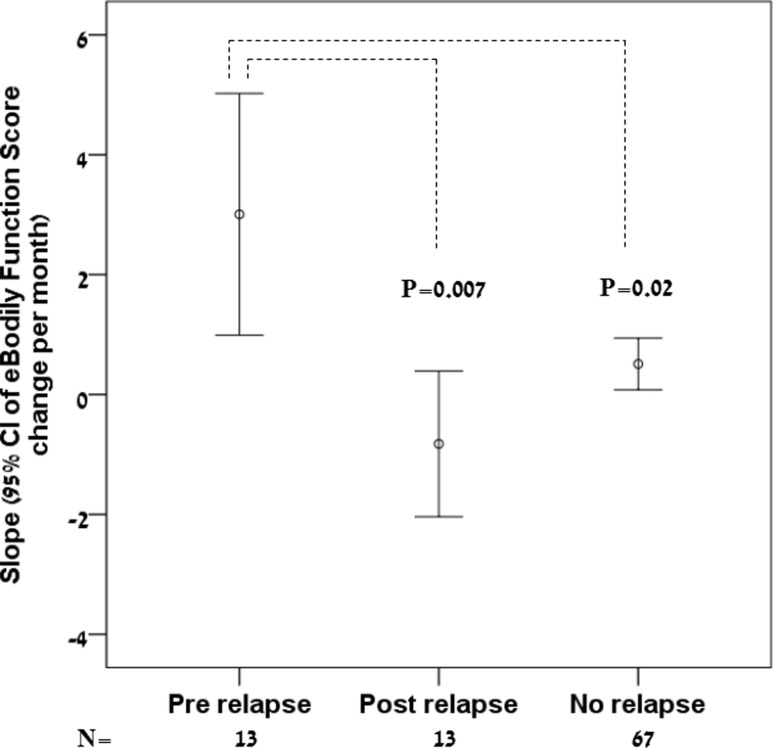 Slope (95% CI of eBodily Function Score
change per month)
6
4
2
0
-2
-4
P=0.007
P=0.02
Pre relapse
Post relapse
No relapse
N=
13
13
67